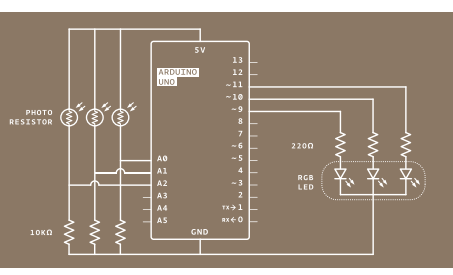 5V
ARDUINO
UNO
13
12
~11
~10
~9
8
7
~6
~5
4
~3
2
TX→1
RX←0
A0
A1
A2
A3
A4
A5
GND
PHOTO
RESISTOR
10KΩ
220Ω
RGB
LED